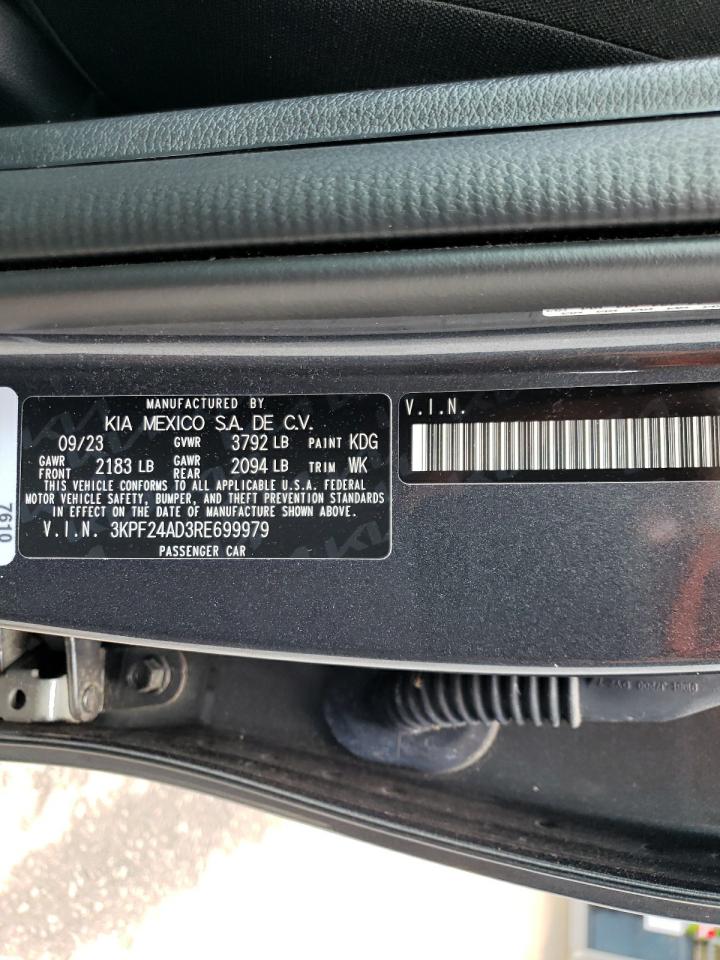 MANUFACTURED BY
KIA MEXICO S.A. DE C.V.
09/23 GVWR 3792 LB PAINT KDG
GAWR FRONT 2183 LB GAWR REAR 2094 LB TRIM WK
THIS VEHICLE CONFORMS TO ALL APPLICABLE U.S.A. FEDERAL
MOTOR VEHICLE SAFETY, BUMPER, AND THEFT PREVENTION STANDARDS
IN EFFECT ON THE DATE OF MANUFACTURE SHOWN ABOVE.
V.I.N. 3KPF24AD3RE699979
PASSENGER CAR
V.I.N.
7610